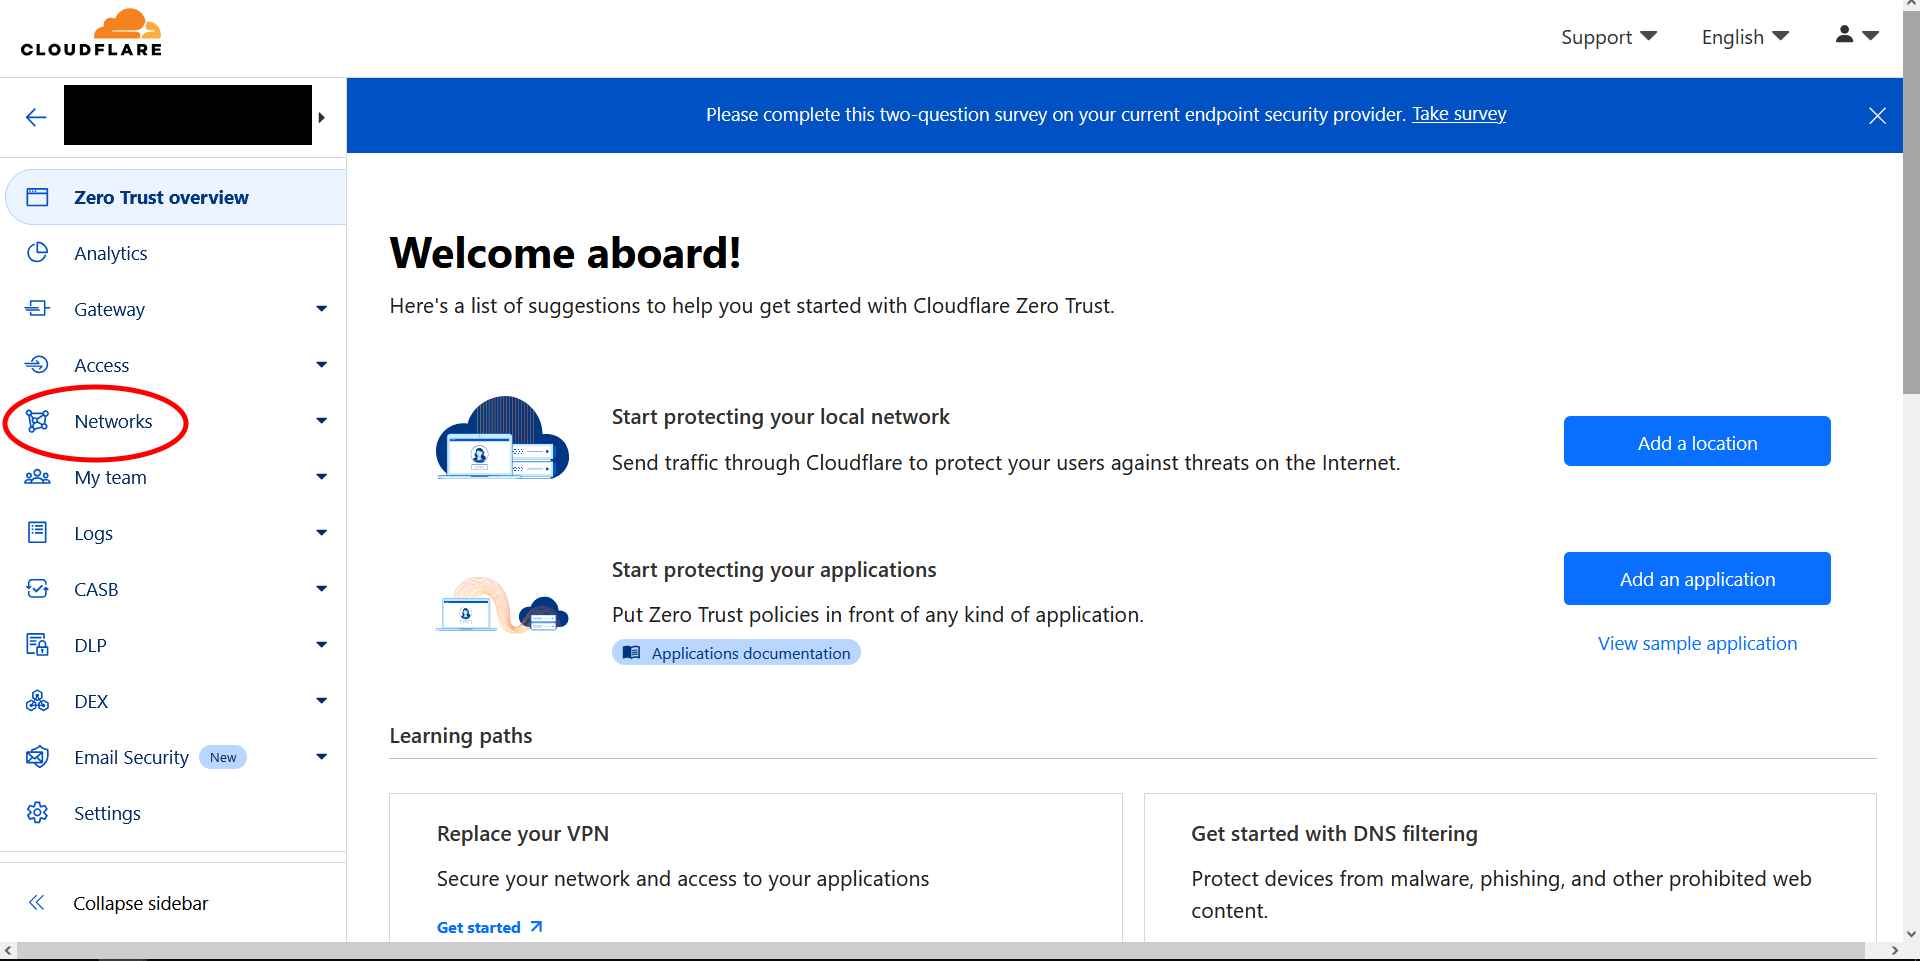 CLOUDFLARE
Support
English
Please complete this two-question survey on your current endpoint security provider. Take survey
Zero Trust overview
Analytics
Gateway
Access
Networks
My team
Logs
CASB
DLP
DEX
Email Security New
Settings
Collapse sidebar
Welcome aboard!
Here's a list of suggestions to help you get started with Cloudflare Zero Trust.
Start protecting your local network
Send traffic through Cloudflare to protect your users against threats on the Internet.
Add a location
Start protecting your applications
Put Zero Trust policies in front of any kind of application.
Applications documentation
Add an application
View sample application
Learning paths
Replace your VPN
Secure your network and access to your applications
Get started
Get started with DNS filtering
Protect devices from malware, phishing, and other prohibited web
content.